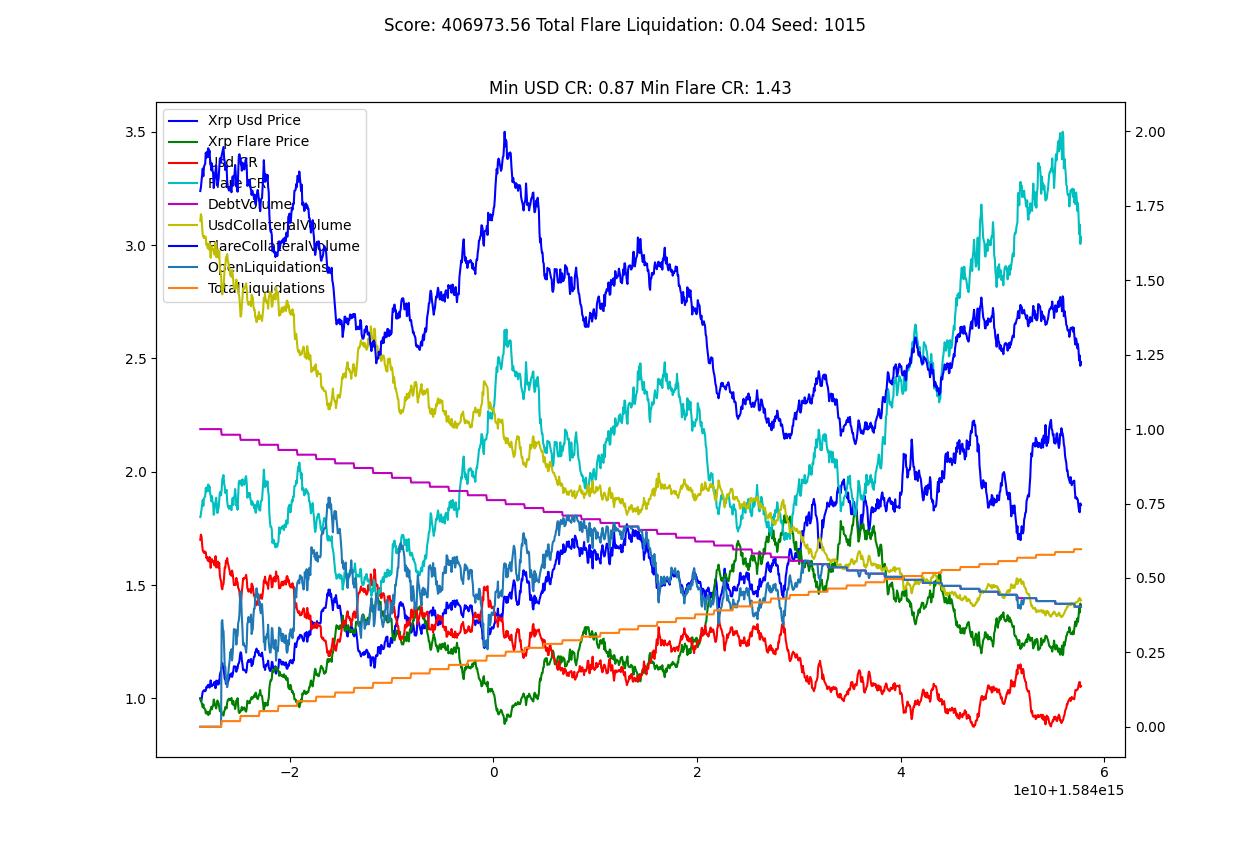 Score: 406973.56 Total Flare Liquidation: 0.04 Seed: 1015
Min USD CR: 0.87 Min Flare CR: 1.43
Xrp Usd Price
Xrp Flare Price
Usd CR
Flare CR
DebtVolume
UsdCollateralVolume
FlareCollateralVolume
OpenLiquidations
TotalLiquidations
3.5
3.0
2.5
2.0
1.5
1.0
2.00
1.75
1.50
1.25
1.00
0.75
0.50
0.25
0.00
−2
0
2
4
6
1e10+1.584e15